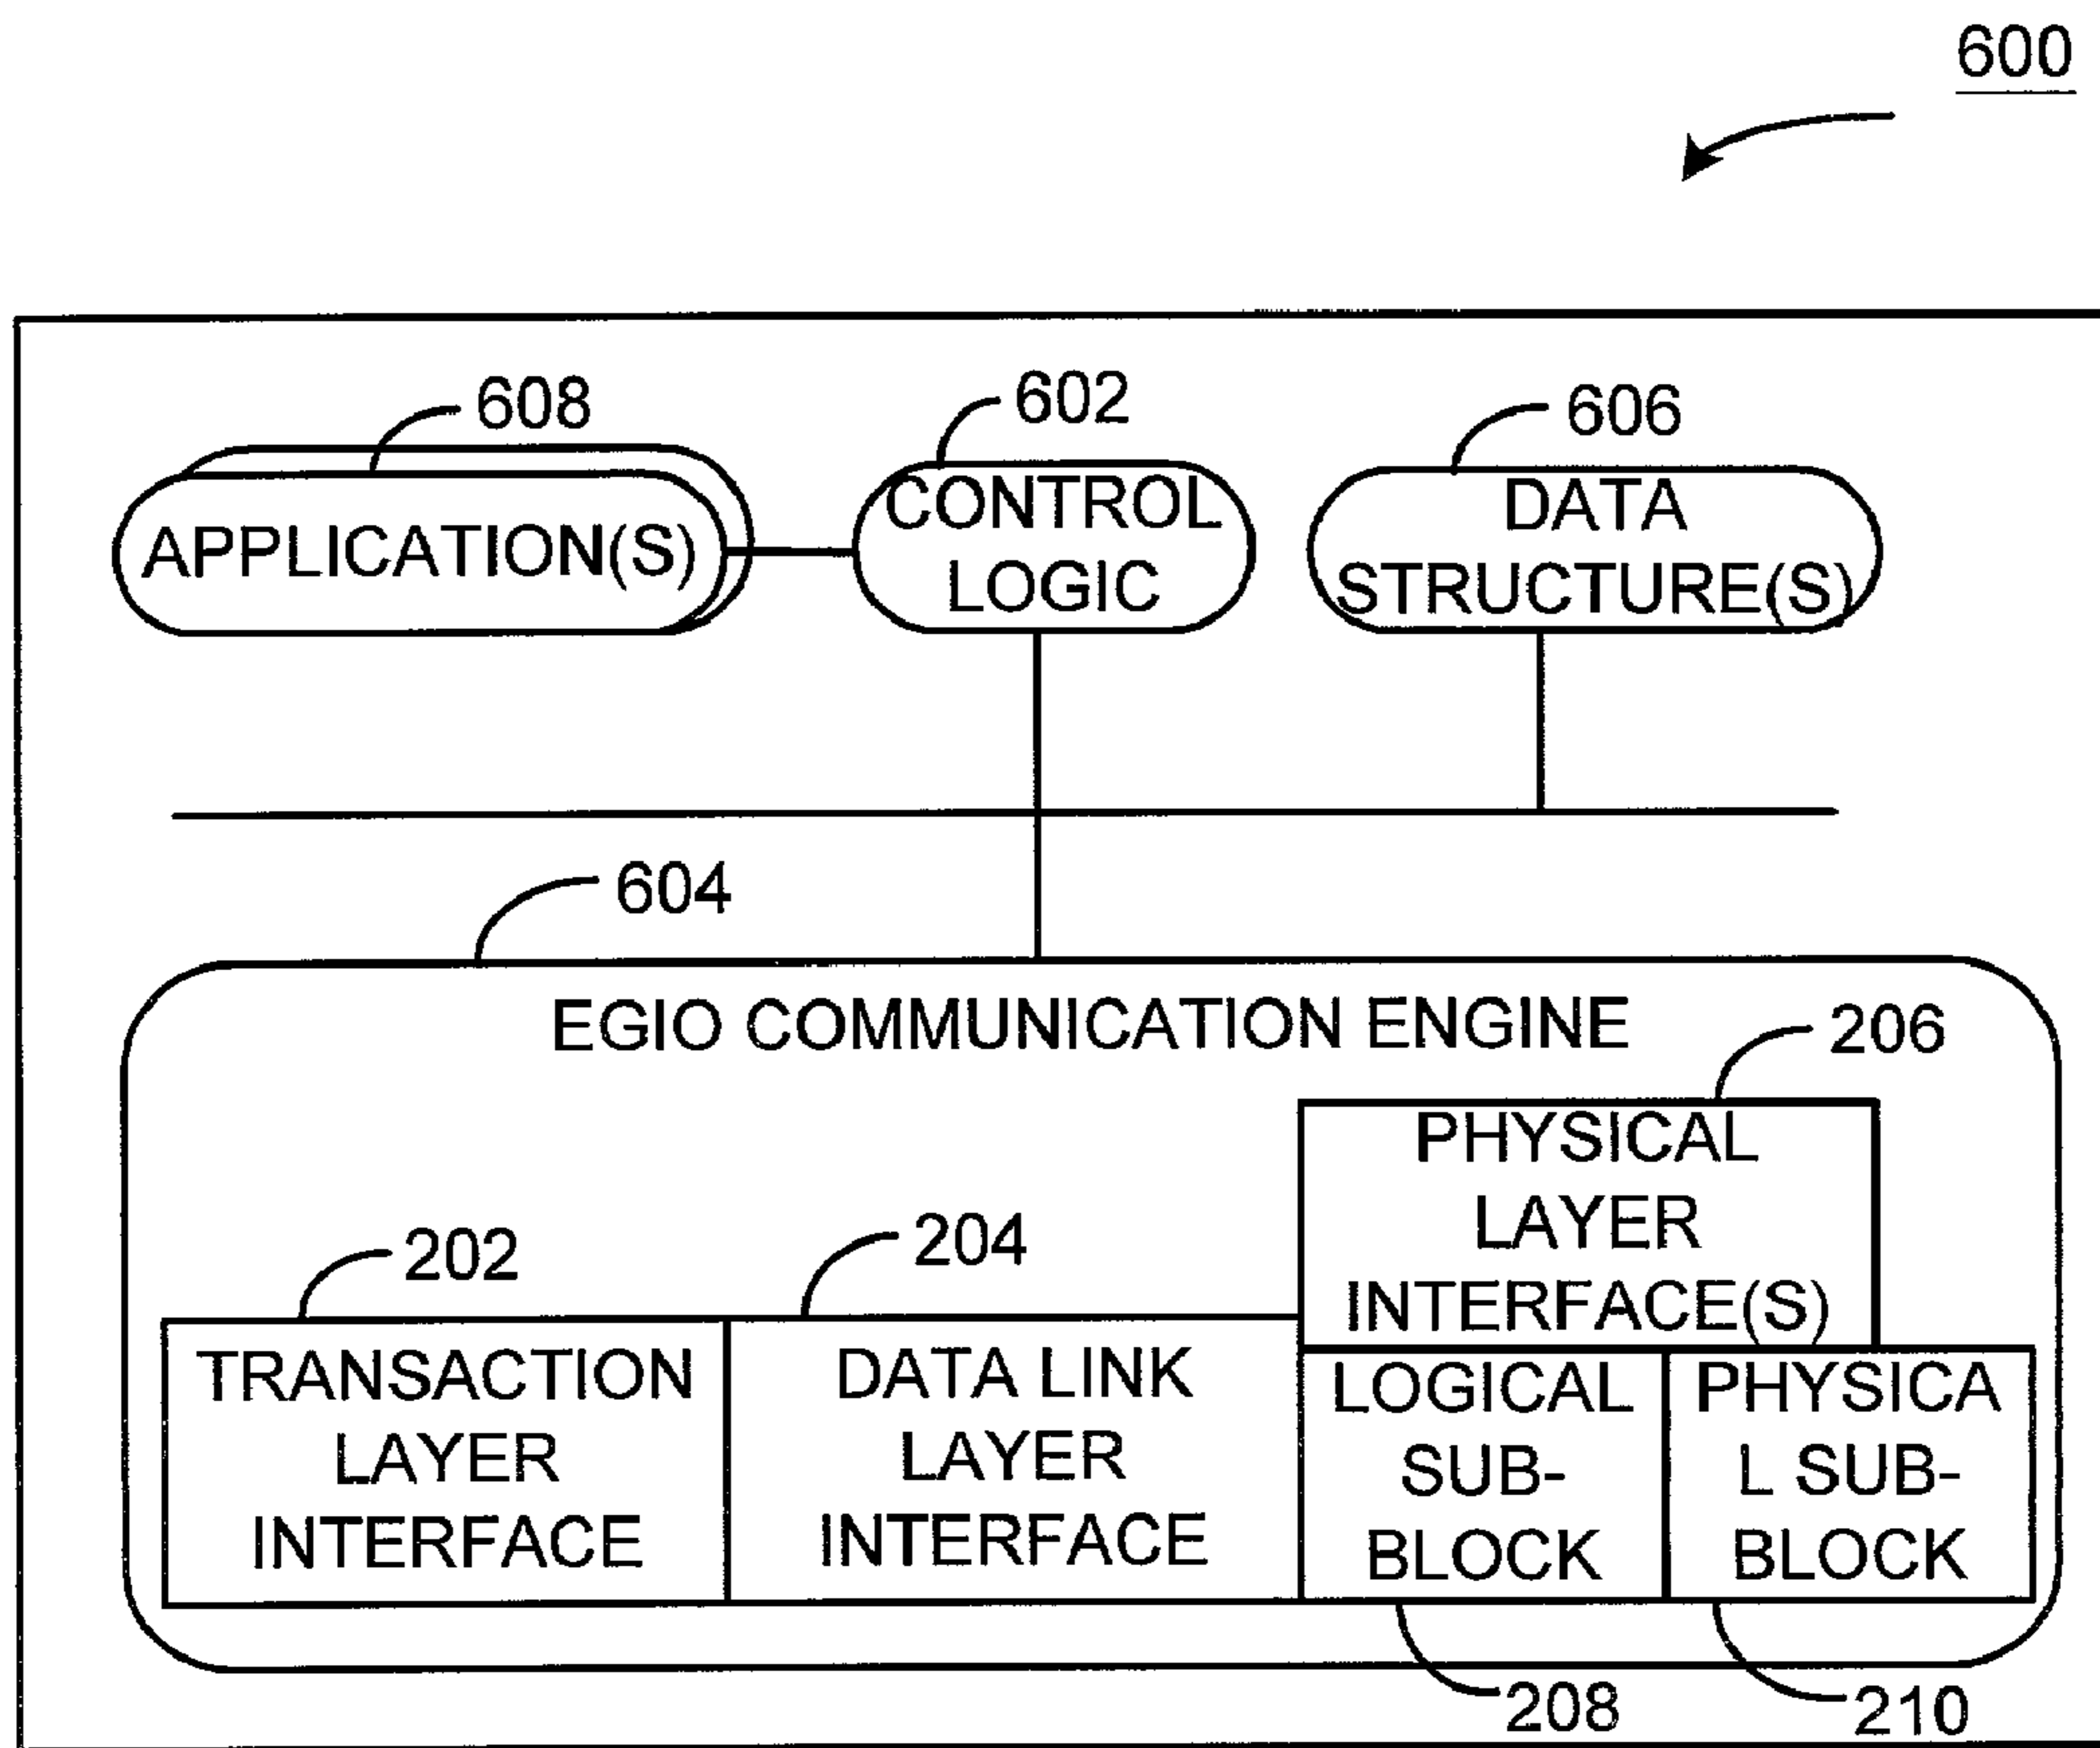 600
608
602
606
APPLICATION(S)
CONTROL
LOGIC
DATA
STRUCTURE(S)
604
EGIO COMMUNICATION ENGINE
206
PHYSICAL
LAYER
INTERFACE(S)
202
204
TRANSACTION
LAYER
INTERFACE
DATA LINK
LAYER
INTERFACE
LOGICAL
SUB-
BLOCK
PHYSICA
L SUB-
BLOCK
208
210